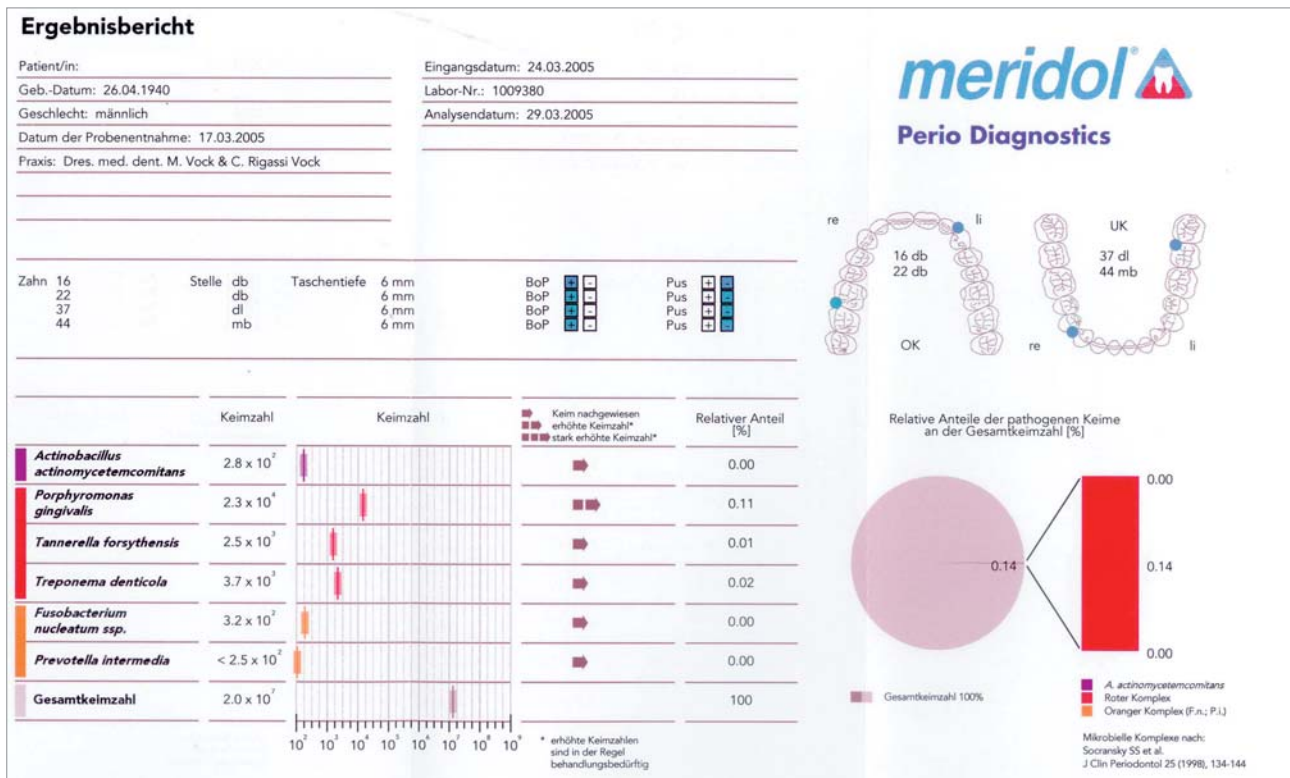 Ergebnisbericht
Patient/in:
Geb.-Datum: 26.04.1940
Geschlecht: männlich
Datum der Probenentnahme: 17.03.2005
Praxis: Dres. med. dent. M. Vock & C. Rigassi Vock
Eingangsdatum: 24.03.2005
Labor-Nr.: 1009380
Analysendatum: 29.03.2005
meridol®
Perio Diagnostics
Zahn 16 Stelle db Taschentiefe 6 mm BoP + - Pus + -
22 db 6 mm BoP + - Pus + -
37 dl 6 mm BoP + - Pus + -
44 mb 6 mm BoP + - Pus + -
re li
16 db
22 db
OK
UK
37 dl
44 mb
re li
Keimzahl Keimzahl Keim nachgewiesen
erhöhte Keimzahl*
stark erhöhte Keimzahl*
Relativer Anteil
[%]
Actinobacillus
actinomycetemcomitans 2.8 x 10² 0.00
Porphyromonas
gingivalis 2.3 x 10⁴ 0.11
Tannerella forsythensis 2.5 x 10³ 0.01
Treponema denticola 3.7 x 10³ 0.02
Fusobacterium
nucleatum ssp. 3.2 x 10² 0.00
Prevotella intermedia < 2.5 x 10² 0.00
Gesamtkeimzahl 2.0 x 10⁷ 100
10² 10³ 10⁴ 10⁵ 10⁶ 10⁷ 10⁸ 10⁹
* erhöhte Keimzahlen
sind in der Regel
behandlungsbedürftig
Relative Anteile der pathogenen Keime
an der Gesamtkeimzahl [%]
0.14
0.00
0.14
0.00
Gesamtkeimzahl 100%
A. actinomycetemcomitans
Roter Komplex
Oranger Komplex (F.n.; P.i.)
Mikrobielle Komplexe nach:
Socransky SS et al.
J Clin Periodontol 25 (1998), 134-144